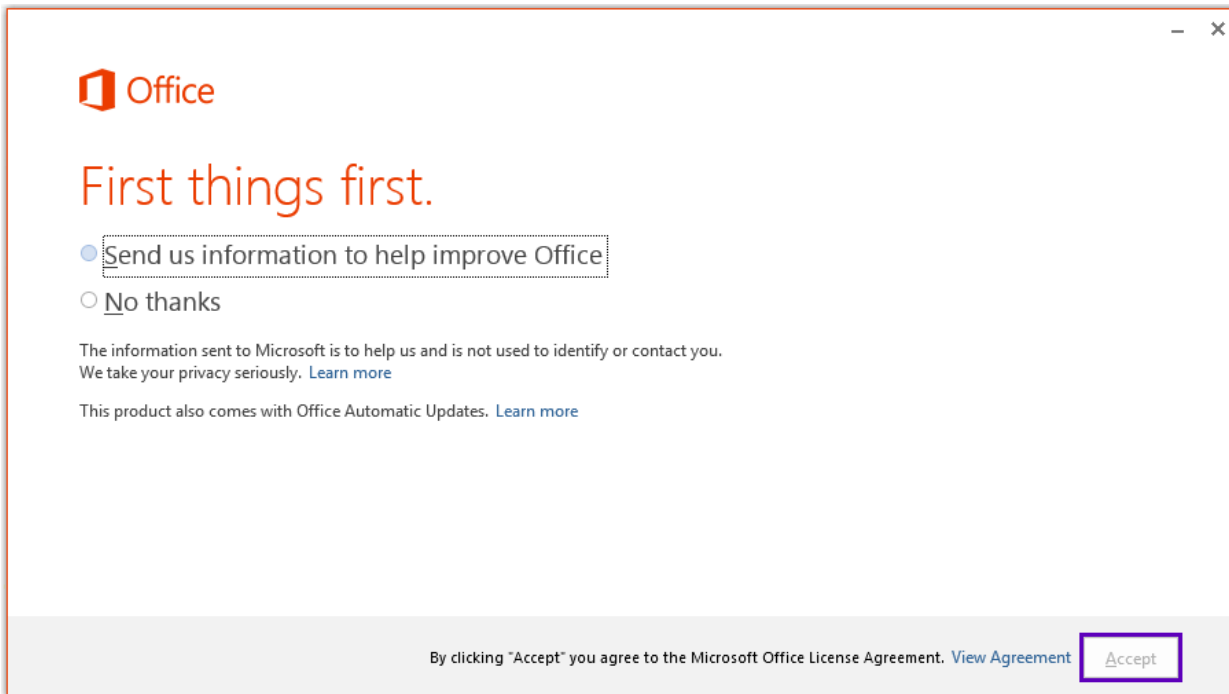 Office
First things first.
Send us information to help improve Office
No thanks
The information sent to Microsoft is to help us and is not used to identify or contact you.
We take your privacy seriously. Learn more
This product also comes with Office Automatic Updates. Learn more
By clicking "Accept" you agree to the Microsoft Office License Agreement. View Agreement Accept